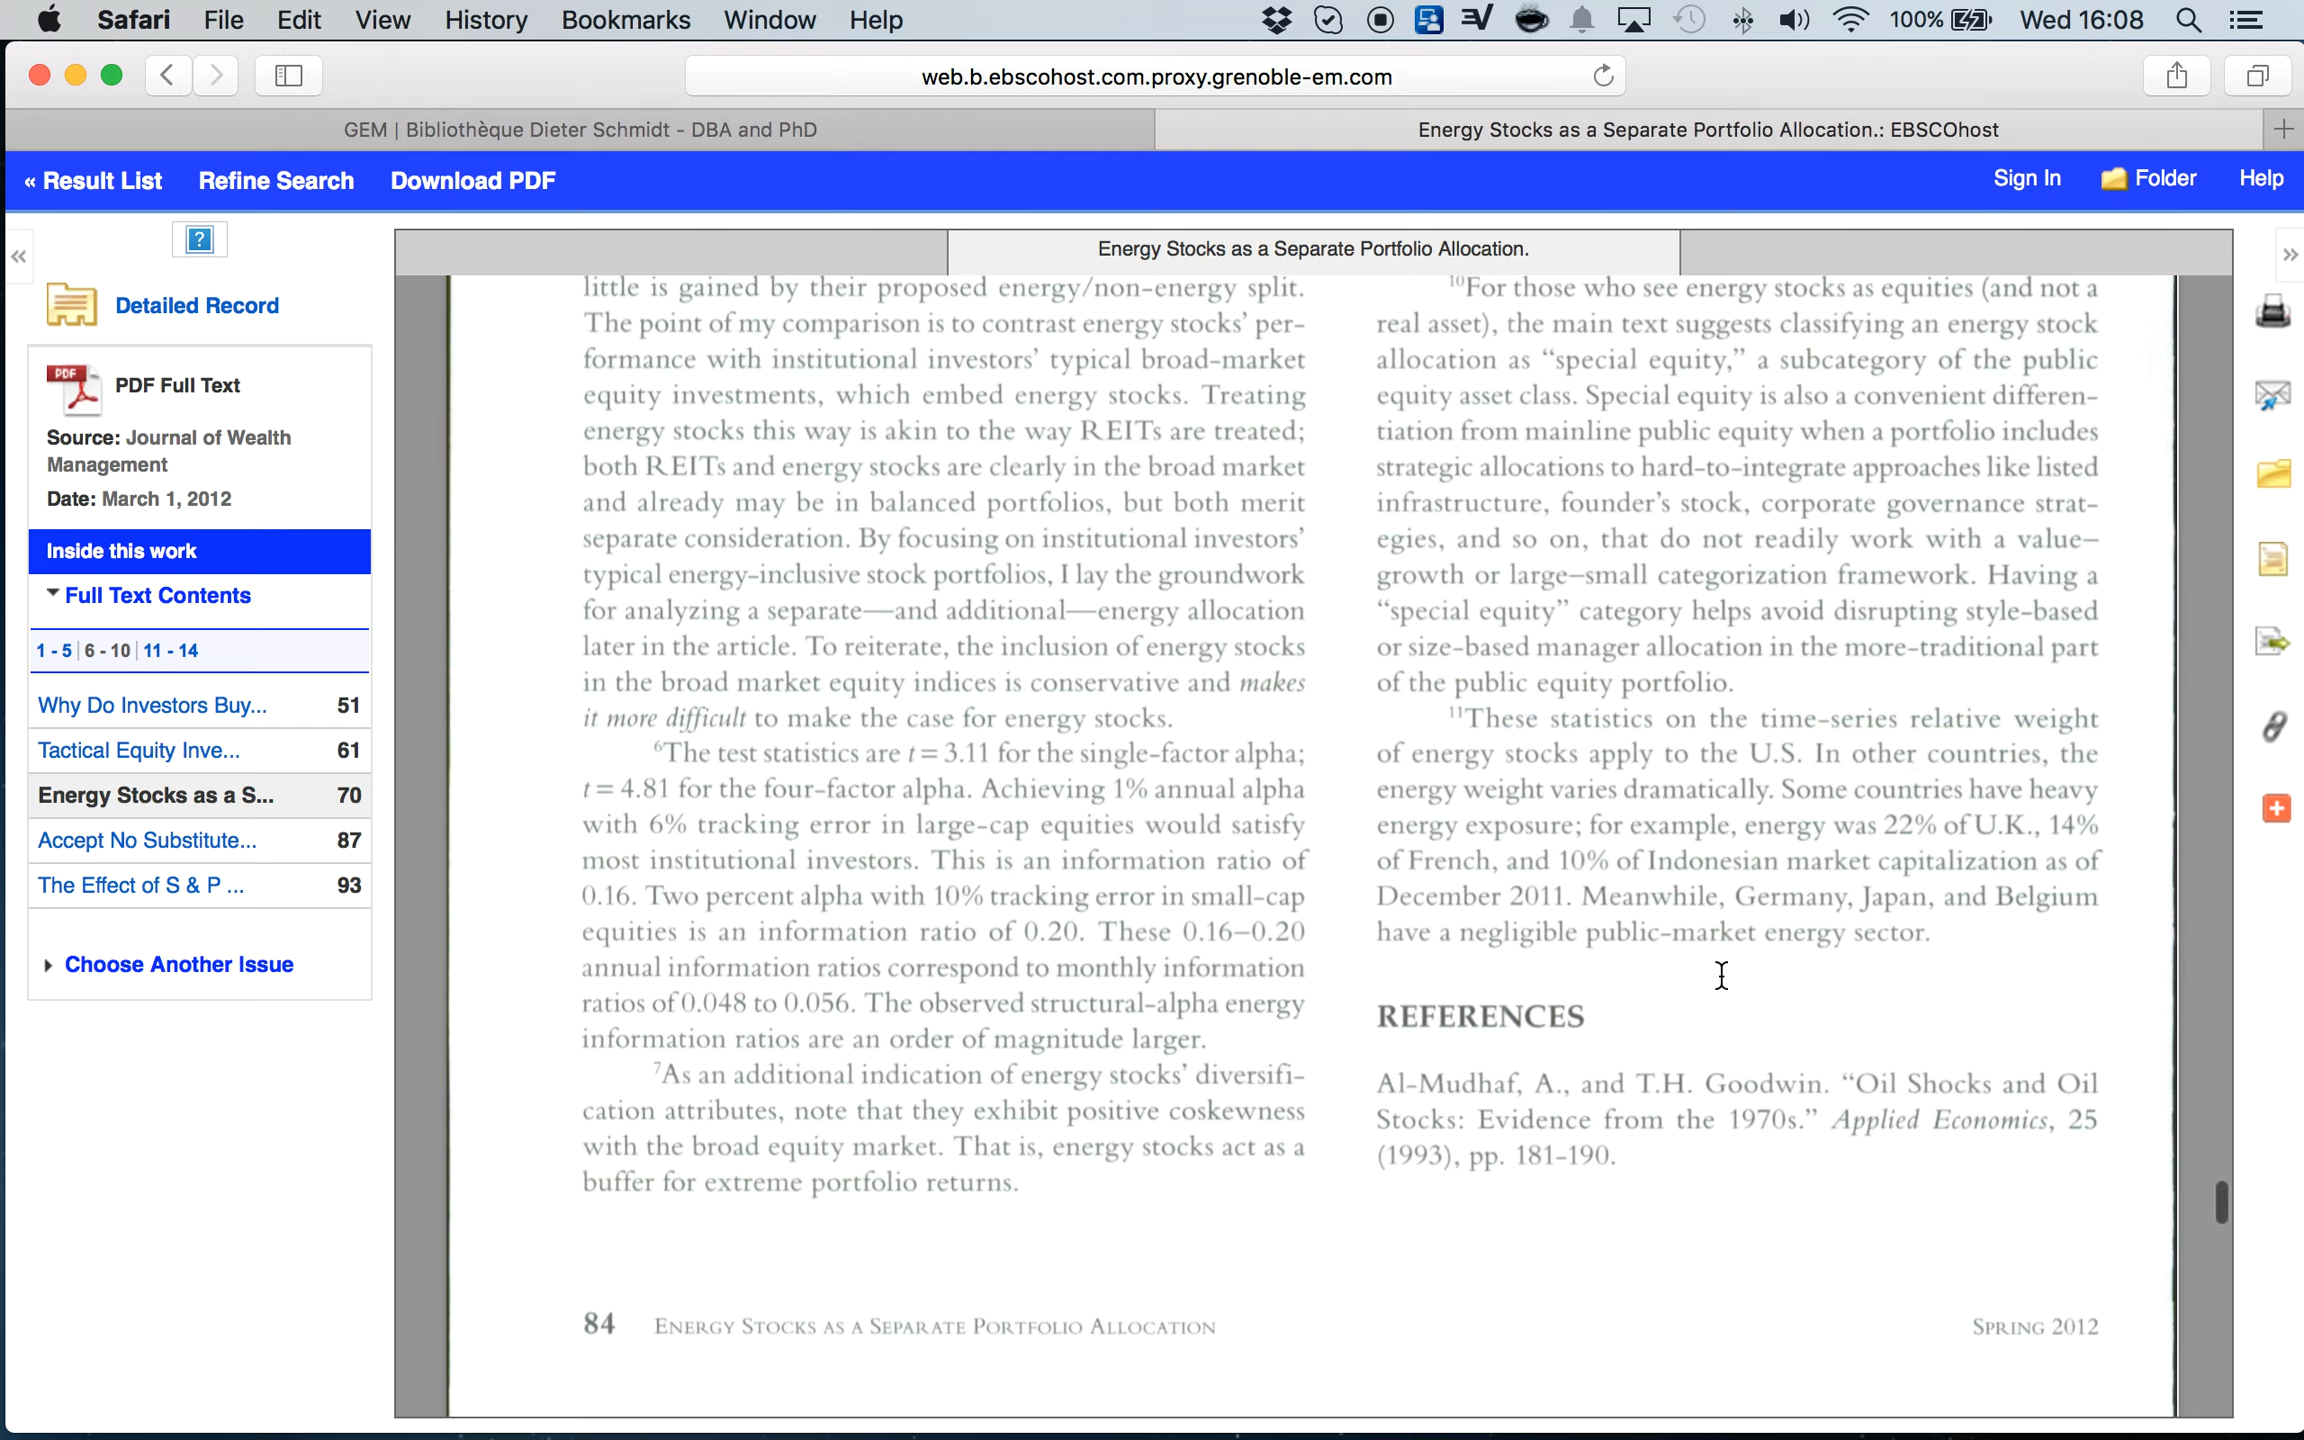 Safari File Edit View History Bookmarks Window Help 100% Wed 16:08
web.b.ebscohost.com.proxy.grenoble-em.com
GEM | Bibliothèque Dieter Schmidt - DBA and PhD
Energy Stocks as a Separate Portfolio Allocation.: EBSCOhost
« Result List Refine Search Download PDF Sign In Folder Help
?
Detailed Record
PDF PDF Full Text
Source: Journal of Wealth
Management
Date: March 1, 2012
Inside this work
Full Text Contents
1 - 5 | 6 - 10 | 11 - 14
Why Do Investors Buy... 51
Tactical Equity Inve... 61
Energy Stocks as a S... 70
Accept No Substitute... 87
The Effect of S & P ... 93
Choose Another Issue
Energy Stocks as a Separate Portfolio Allocation.
little is gained by their proposed energy/non-energy split.
The point of my comparison is to contrast energy stocks' per-
formance with institutional investors' typical broad-market
equity investments, which embed energy stocks. Treating
energy stocks this way is akin to the way REITs are treated;
both REITs and energy stocks are clearly in the broad market
and already may be in balanced portfolios, but both merit
separate consideration. By focusing on institutional investors'
typical energy-inclusive stock portfolios, I lay the groundwork
for analyzing a separate—and additional—energy allocation
later in the article. To reiterate, the inclusion of energy stocks
in the broad market equity indices is conservative and makes
it more difficult to make the case for energy stocks.
⁶The test statistics are t = 3.11 for the single-factor alpha;
t = 4.81 for the four-factor alpha. Achieving 1% annual alpha
with 6% tracking error in large-cap equities would satisfy
most institutional investors. This is an information ratio of
0.16. Two percent alpha with 10% tracking error in small-cap
equities is an information ratio of 0.20. These 0.16–0.20
annual information ratios correspond to monthly information
ratios of 0.048 to 0.056. The observed structural-alpha energy
information ratios are an order of magnitude larger.
⁷As an additional indication of energy stocks' diversifi-
cation attributes, note that they exhibit positive coskewness
with the broad equity market. That is, energy stocks act as a
buffer for extreme portfolio returns.
¹⁰For those who see energy stocks as equities (and not a
real asset), the main text suggests classifying an energy stock
allocation as “special equity,” a subcategory of the public
equity asset class. Special equity is also a convenient differen-
tiation from mainline public equity when a portfolio includes
strategic allocations to hard-to-integrate approaches like listed
infrastructure, founder's stock, corporate governance strat-
egies, and so on, that do not readily work with a value–
growth or large–small categorization framework. Having a
“special equity” category helps avoid disrupting style-based
or size-based manager allocation in the more-traditional part
of the public equity portfolio.
¹¹These statistics on the time-series relative weight
of energy stocks apply to the U.S. In other countries, the
energy weight varies dramatically. Some countries have heavy
energy exposure; for example, energy was 22% of U.K., 14%
of French, and 10% of Indonesian market capitalization as of
December 2011. Meanwhile, Germany, Japan, and Belgium
have a negligible public-market energy sector.
REFERENCES
Al-Mudhaf, A., and T.H. Goodwin. “Oil Shocks and Oil
Stocks: Evidence from the 1970s.” Applied Economics, 25
(1993), pp. 181-190.
84 ENERGY STOCKS AS A SEPARATE PORTFOLIO ALLOCATION SPRING 2012